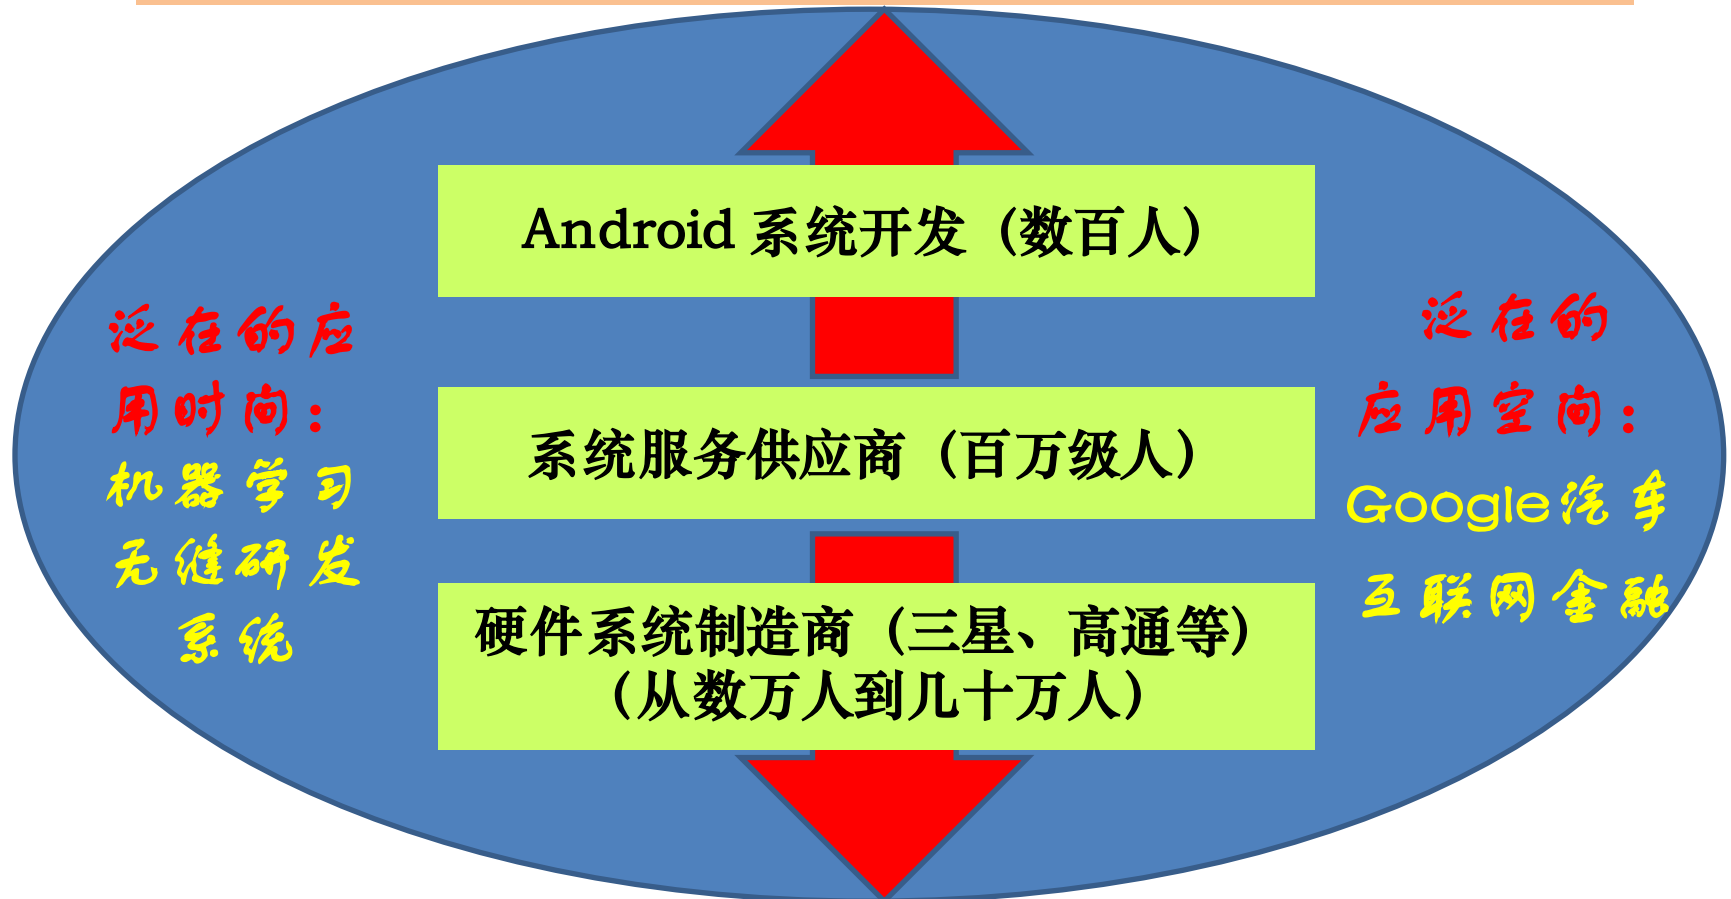 Android 系统开发（数百人）
泛在的应
用时间：
机器学习
无缝研发
系统
系统服务供应商（百万级人）
泛在的
应用空间：
Google汽车
互联网金融
硬件系统制造商（三星、高通等）
（从数万人到几十万人）